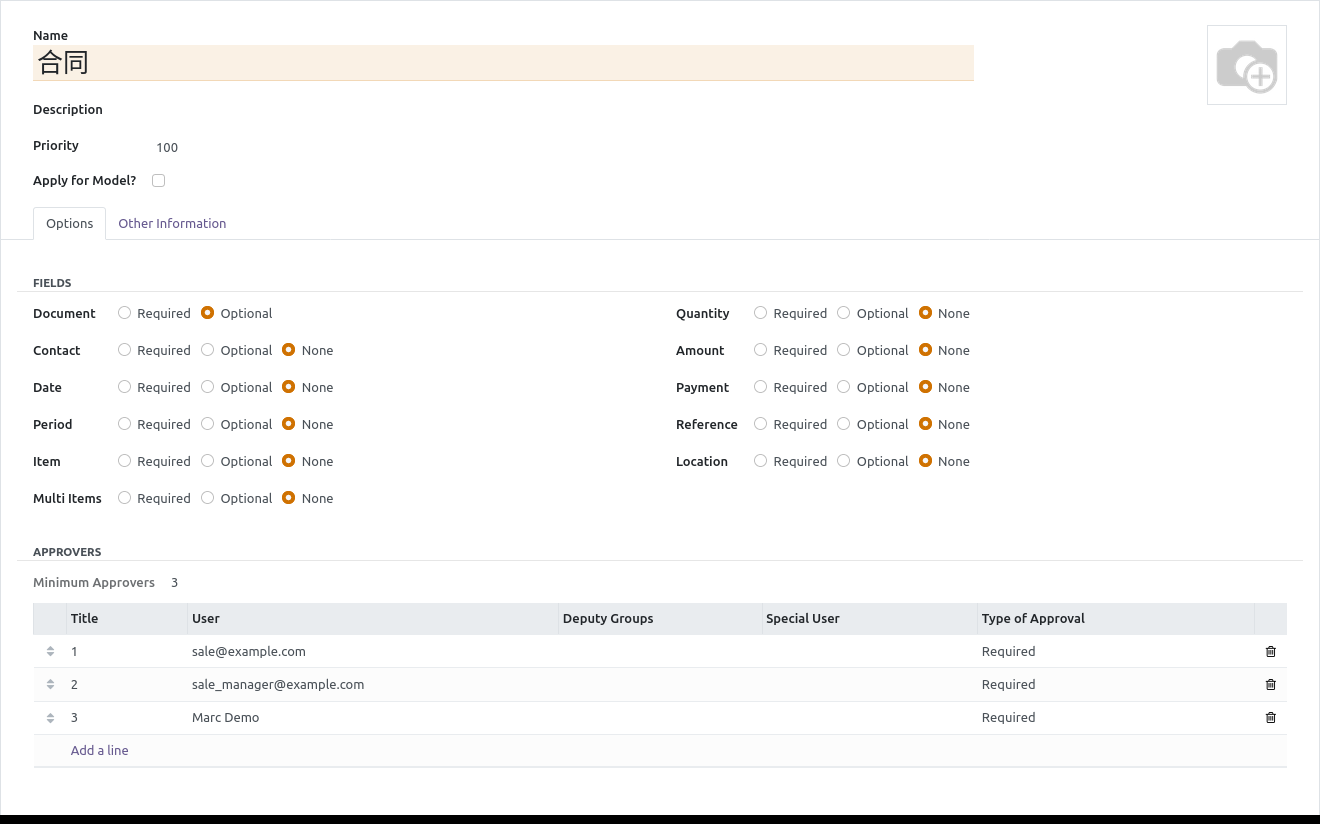 Name
合同
Description
Priority 100
Apply for Model?
Options Other Information
FIELDS
Document Required Optional Quantity Required Optional None
Contact Required Optional None Amount Required Optional None
Date Required Optional None Payment Required Optional None
Period Required Optional None Reference Required Optional None
Item Required Optional None Location Required Optional None
Multi Items Required Optional None
APPROVERS
Minimum Approvers 3
Title User Deputy Groups Special User Type of Approval
1 sale@example.com Required
2 sale_manager@example.com Required
3 Marc Demo Required
Add a line